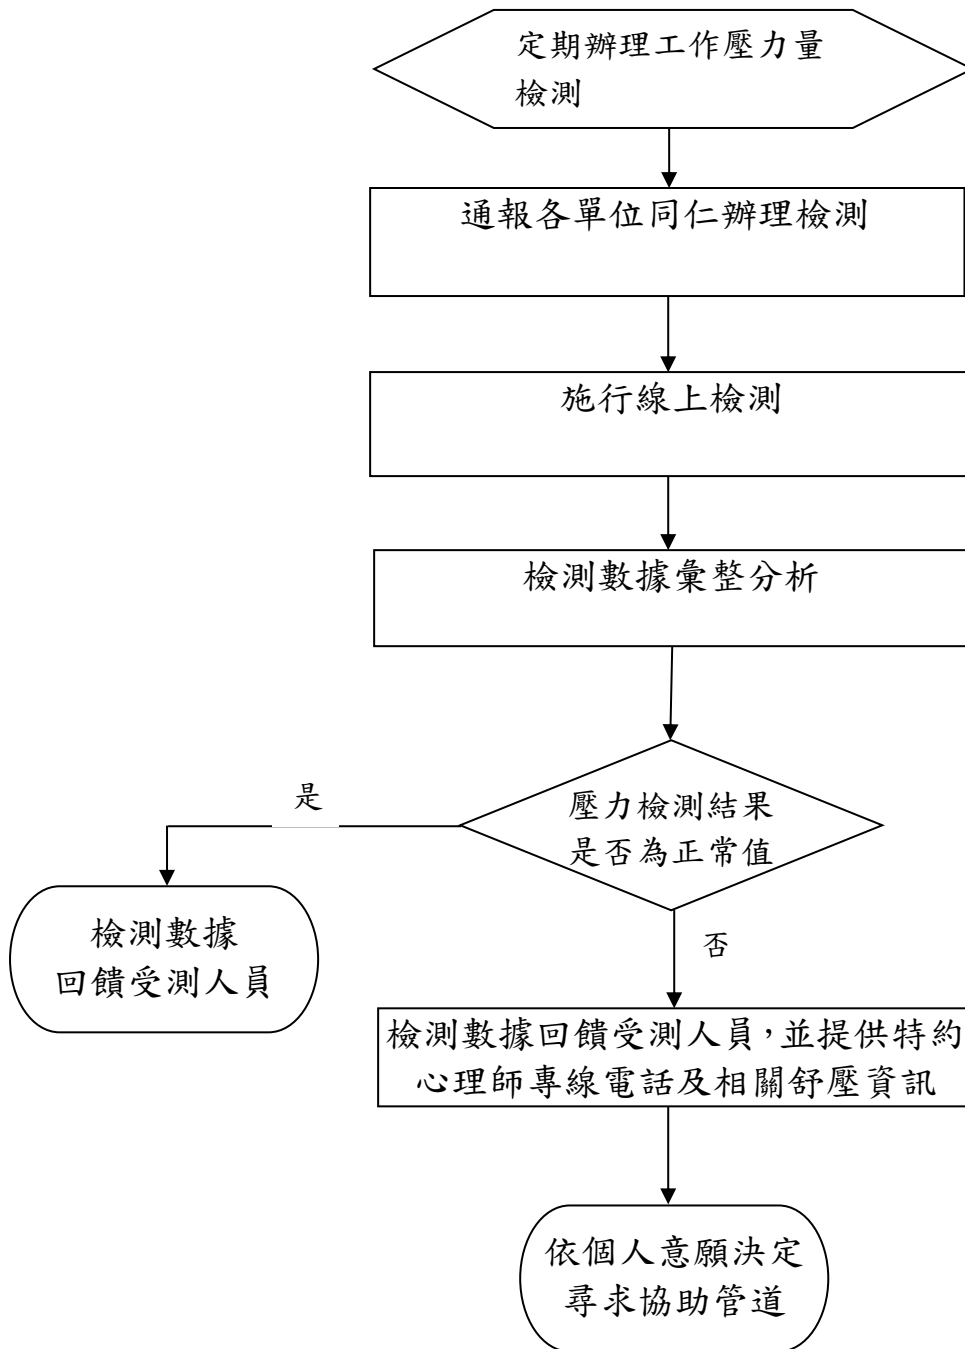 定期辦理工作壓力量
檢測
通報各單位同仁辦理檢測
施行線上檢測
檢測數據彙整分析
壓力檢測結果
是否為正常值
是
檢測數據
回饋受測人員
否
檢測數據回饋受測人員，並提供特約
心理師專線電話及相關舒壓資訊
依個人意願決定
尋求協助管道